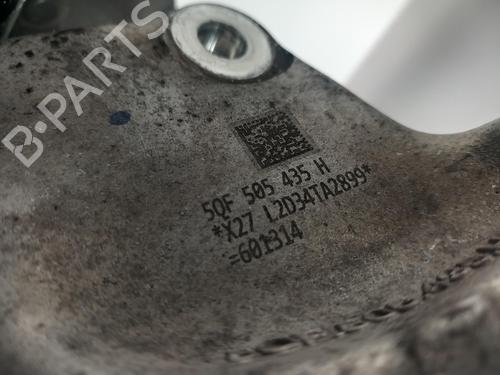 B-PARTS
5QF 505 435 H
*X27 L2D34TA2899*
=601314